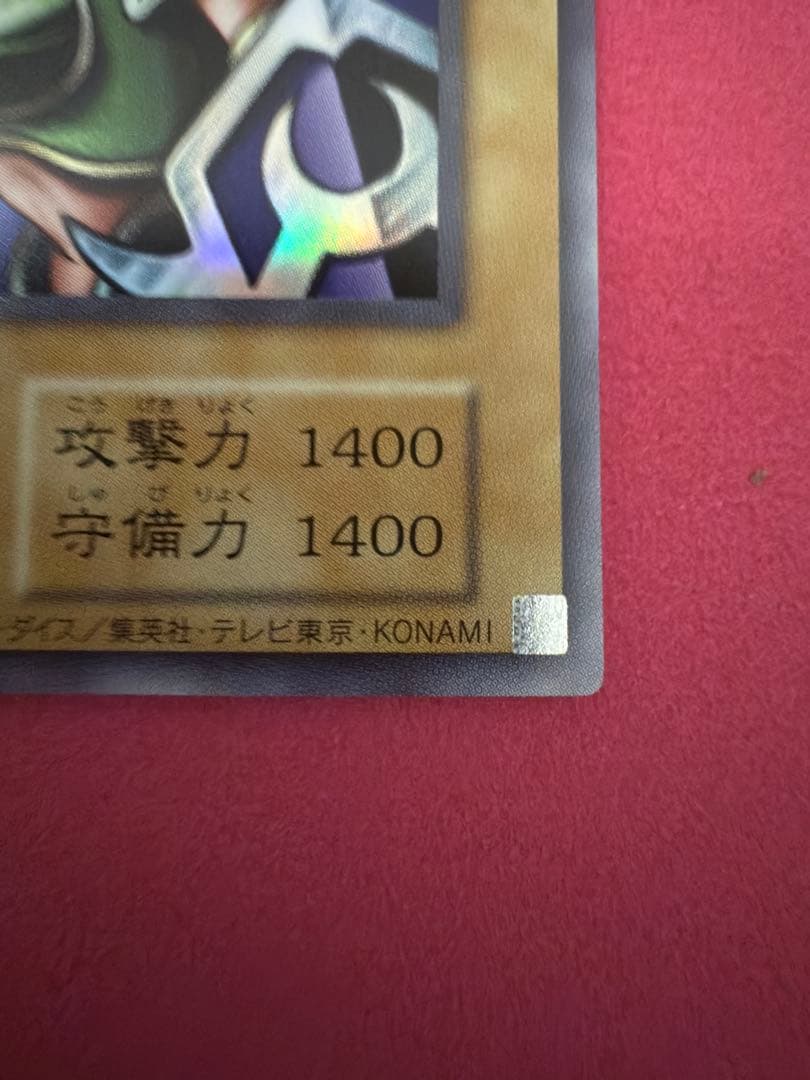 こう げき りょく
攻撃力 1400
しゅ び りょく
守備力 1400
ダイス/集英社・テレビ東京・KONAMI